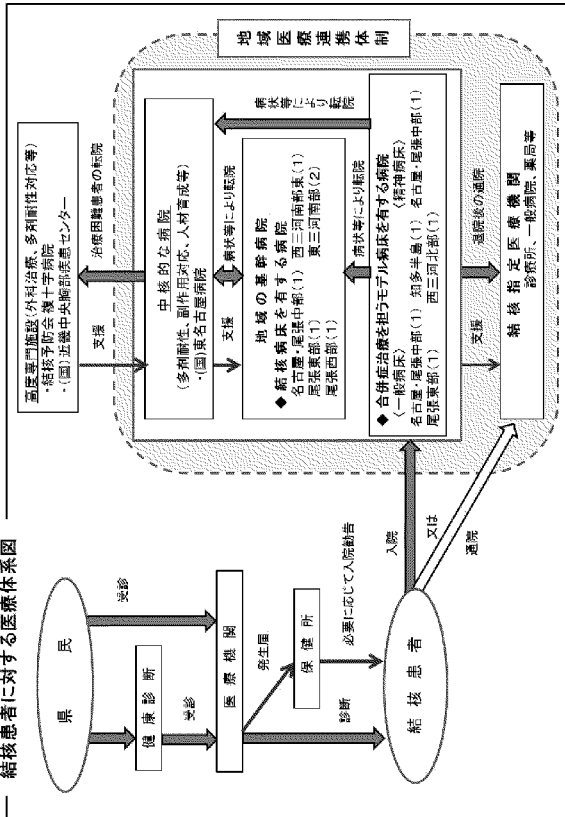 結核患者に対する医療体系図
県民
受診
健康診断
受診
医療機関
発生届
保健所
診断
必要に応じて入院勧告
結核患者
入院
又は
通院
高度専門施設(外科治療、多剤耐性対応等)
・結核予防会 複十字病院
・(国)近畿中央胸部疾患センター
支援
治療困難患者の転院
地域医療連携体制
中核的な病院
(多剤耐性、副作用対応、人材育成等)
・(国)東名古屋病院
支援
病状等により転院
病状等により転院
地域の基幹病院
◆ 結核病床を有する病院
名古屋・尾張中部(1) 西三河南部東(1)
尾張東部(1) 東三河南部(2)
尾張西部(1)
病状等により転院
◆ 合併症治療を担うモデル病床を有する病院
〈一般病床〉 〈精神病床〉
名古屋・尾張中部(1) 知多半島(1) 名古屋・尾張中部(1)
尾張東部(1) 西三河北部(1)
支援
退院後の通院
結核指定医療機関
診療所、一般病院、薬局等